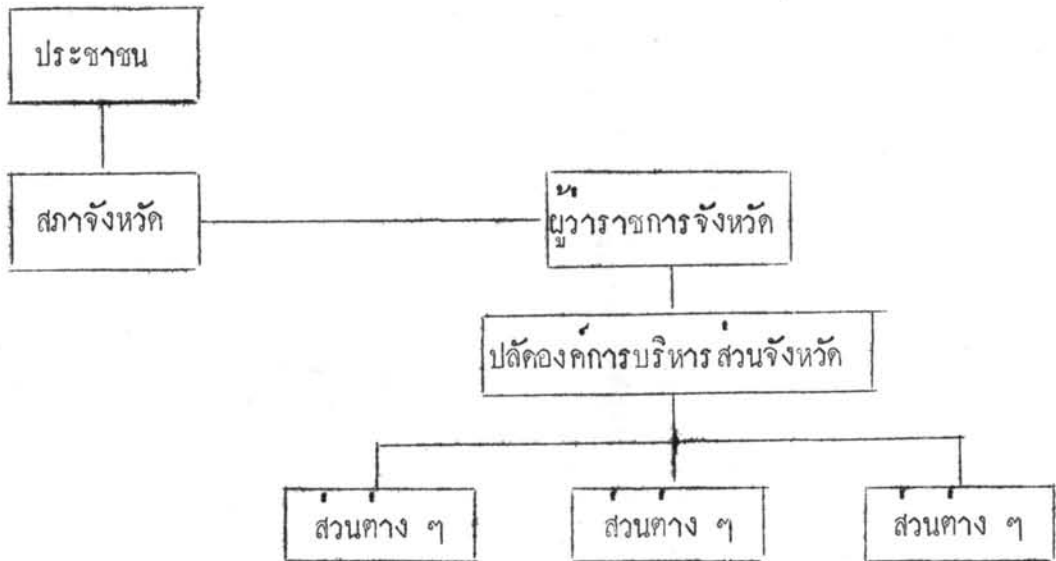 ประชาชน
สภาจังหวัด
ผู้ว่าราชการจังหวัด
ปลัดองค์การบริหารส่วนจังหวัด
ส่วนต่าง ๆ
ส่วนต่าง ๆ
ส่วนต่าง ๆ